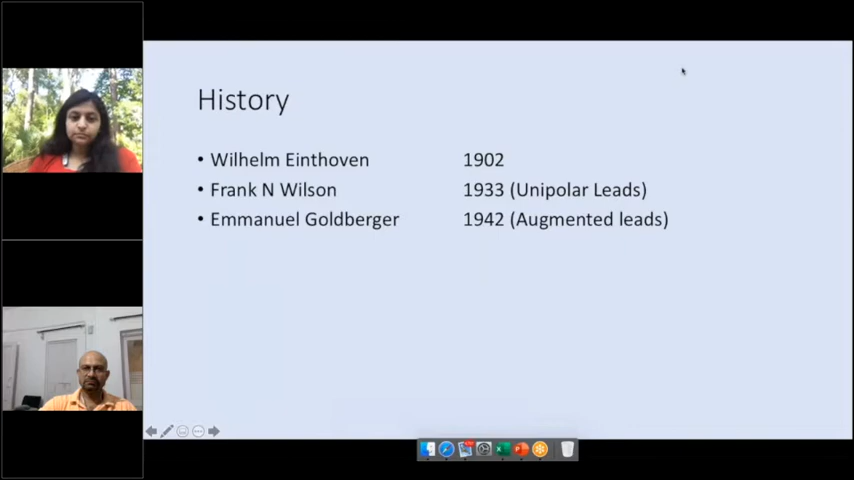 History
• Wilhelm Einthoven 1902
• Frank N Wilson 1933 (Unipolar Leads)
• Emmanuel Goldberger 1942 (Augmented leads)